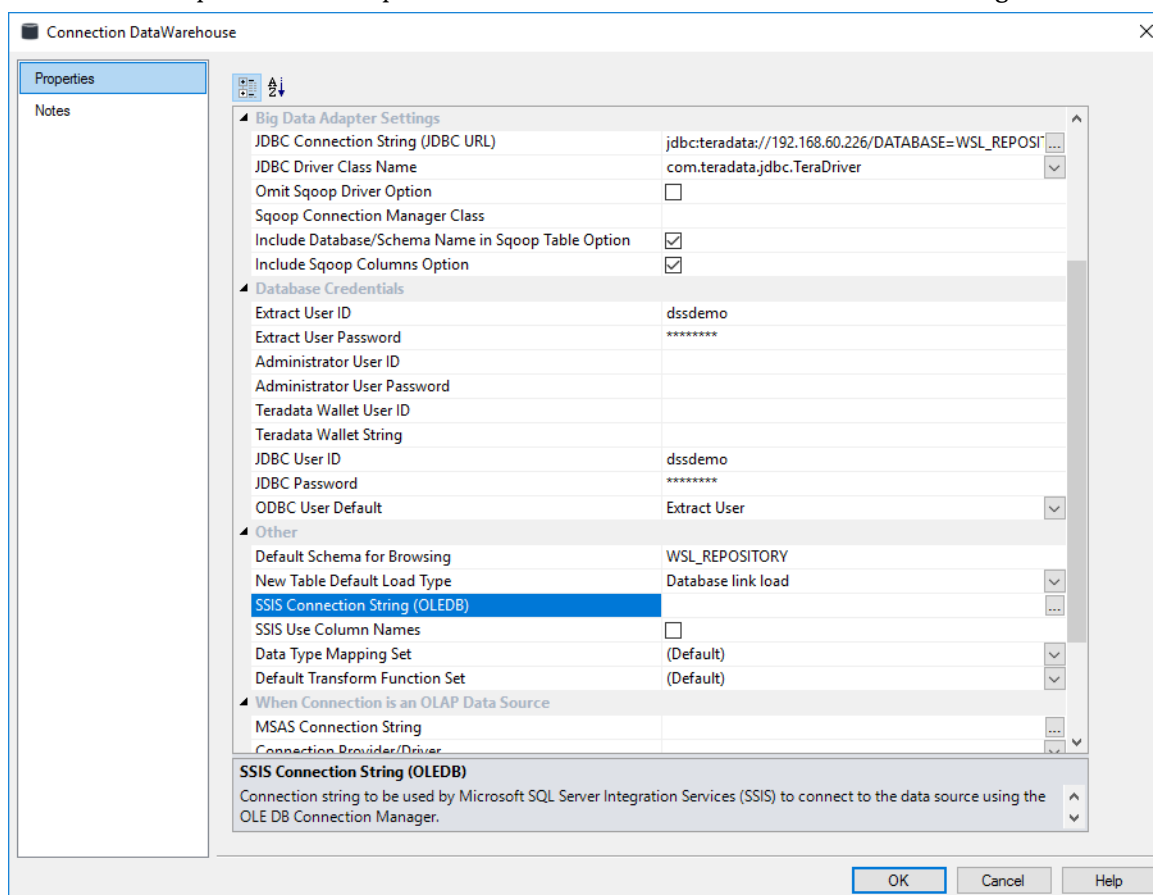 Connection DataWarehouse
Properties
Notes
Big Data Adapter Settings
JDBC Connection String (JDBC URL) jdbc:teradata://192.168.60.226/DATABASE=WSL_REPOSI ...
JDBC Driver Class Name com.teradata.jdbc.TeraDriver
Omit Sqoop Driver Option
Sqoop Connection Manager Class
Include Database/Schema Name in Sqoop Table Option
Include Sqoop Columns Option
Database Credentials
Extract User ID dssdemo
Extract User Password ********
Administrator User ID
Administrator User Password
Teradata Wallet User ID
Teradata Wallet String
JDBC User ID dssdemo
JDBC Password ********
ODBC User Default Extract User
Other
Default Schema for Browsing WSL_REPOSITORY
New Table Default Load Type Database link load
SSIS Connection String (OLEDB) ...
SSIS Use Column Names
Data Type Mapping Set (Default)
Default Transform Function Set (Default)
When Connection is an OLAP Data Source
MSAS Connection String ...
Connection Provider/Driver
SSIS Connection String (OLEDB)
Connection string to be used by Microsoft SQL Server Integration Services (SSIS) to connect to the data source using the
OLE DB Connection Manager.
OK Cancel Help